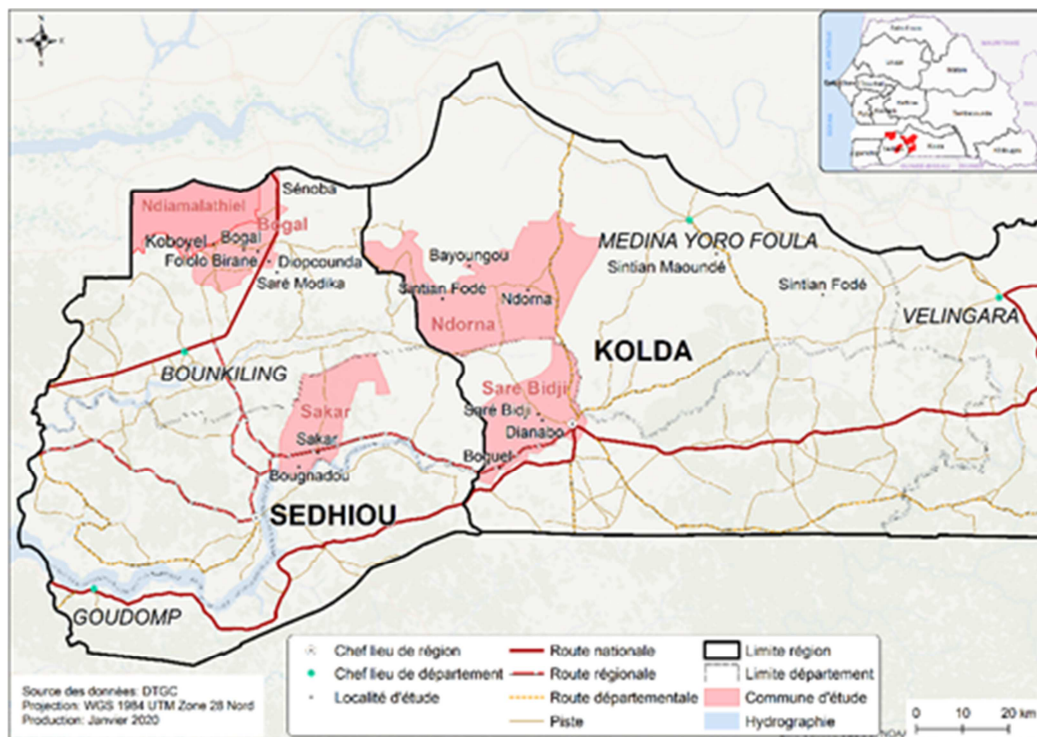 N
Sénoba
Ndiamalathiel
Bogal
Koboyel
Bogal
Fololo Birane
Diopcounda
Saré Modika
MEDINA YORO FOULA
Bayoungou
Sintian Maoundé
Sintian Fodé
Sintian Fodé
Ndorna
VELINGARA
Ndorna
KOLDA
BOUNKILING
Saré Bidji
Sakar
Saré Bidji
Dianabo
Sakar
Boguel
Bougnadou
SEDHIOU
GOUDOMP
Chef lieu de région
Chef lieu de département
Localité d'étude
Route nationale
Route régionale
Route départementale
Piste
Limite région
Limite département
Commune d'étude
Hydrographie
Source des données: DTGC
Projection: WGS 1984 UTM Zone 28 Nord
Production: Janvier 2020
0 10 20 km